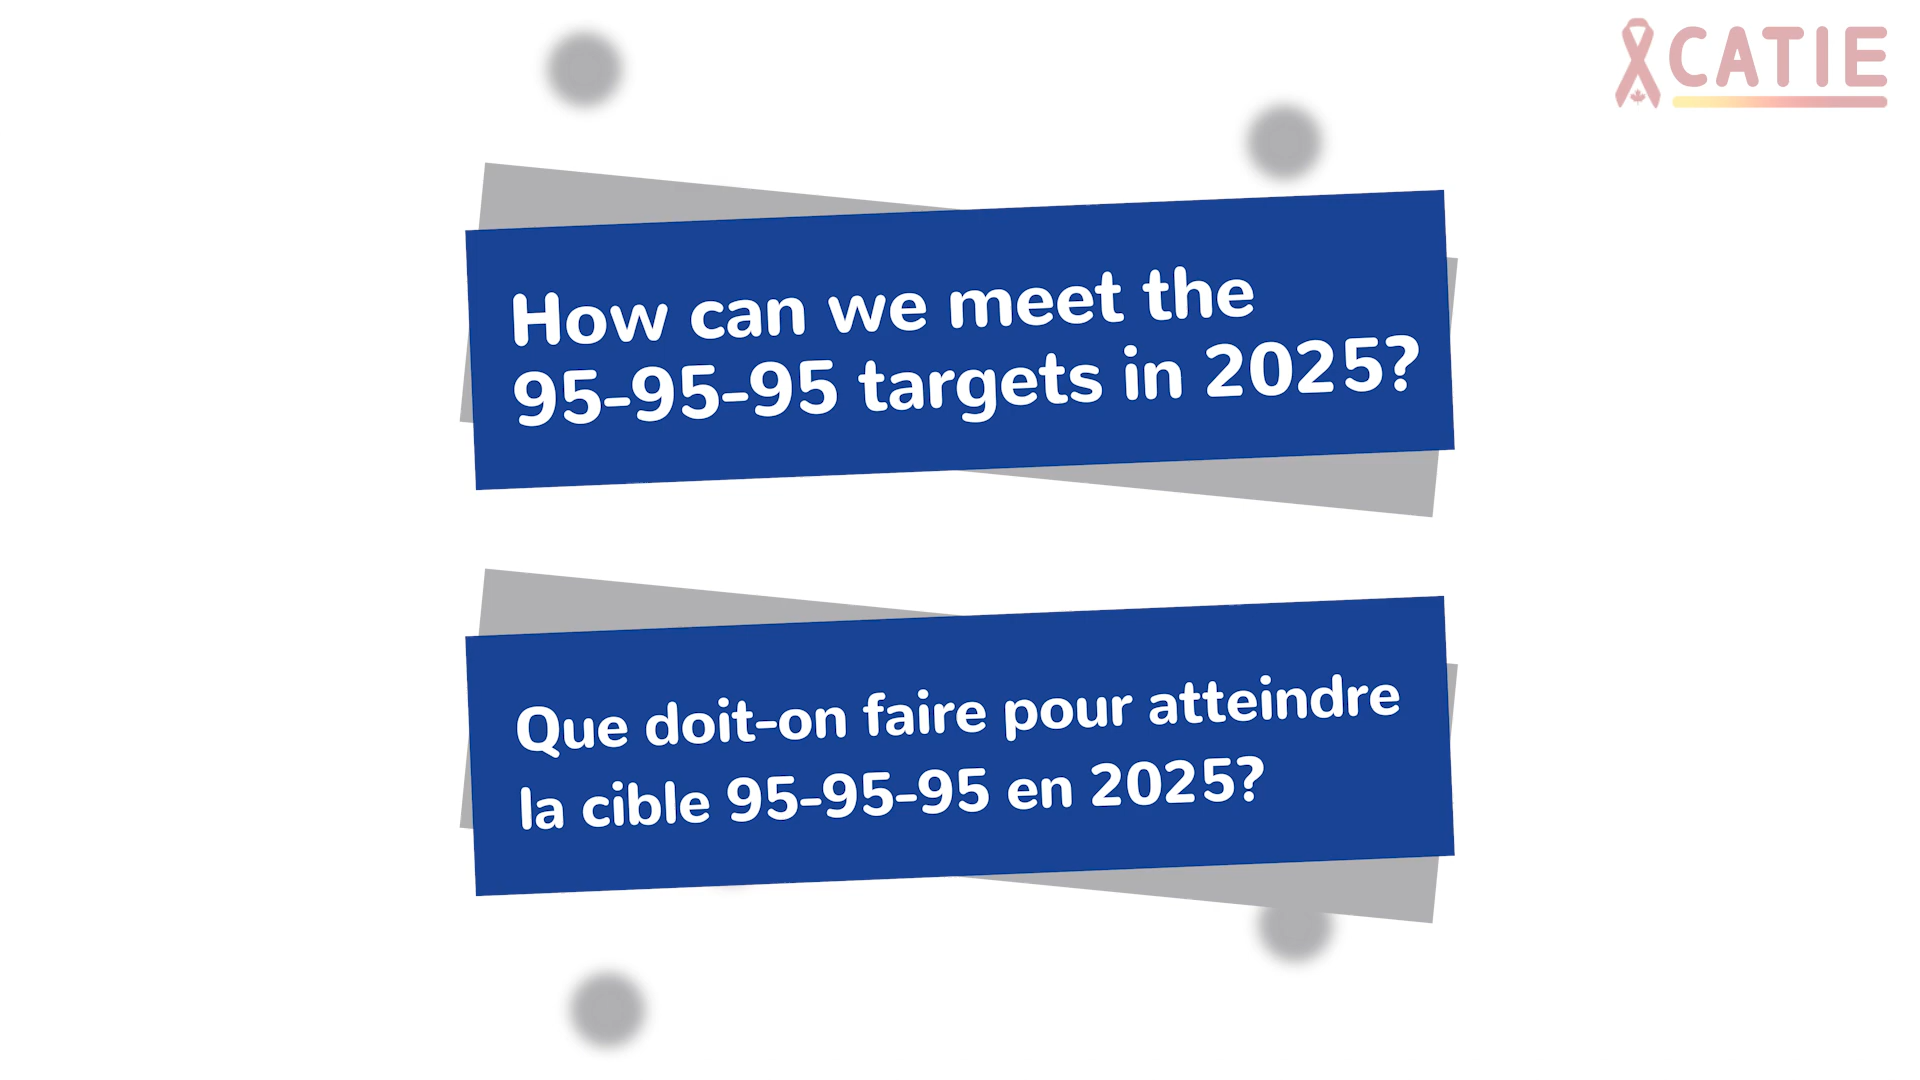 CATIE
How can we meet the
95-95-95 targets in 2025?
Que doit-on faire pour atteindre
la cible 95-95-95 en 2025?